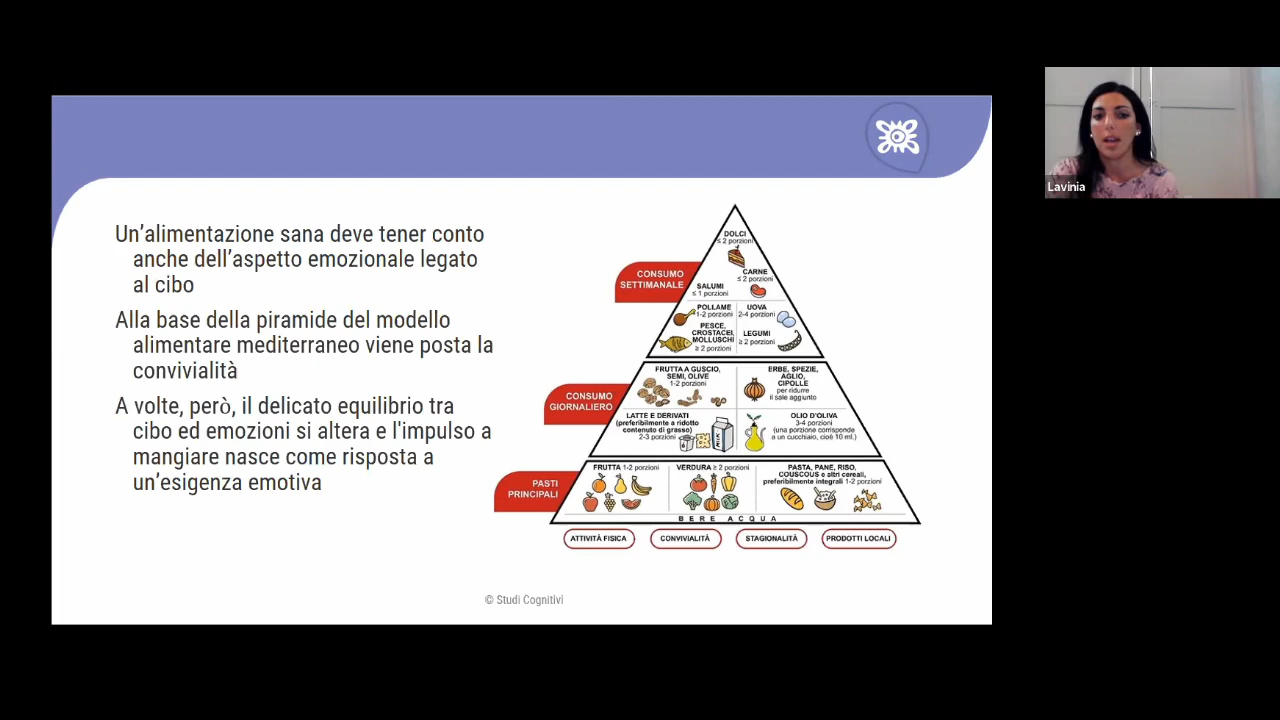 Un’alimentazione sana deve tener conto
anche dell’aspetto emozionale legato
al cibo
Alla base della piramide del modello
alimentare mediterraneo viene posta la
convivialità
A volte, però, il delicato equilibrio tra
cibo ed emozioni si altera e l'impulso a
mangiare nasce come risposta a
un’esigenza emotiva
CONSUMO
SETTIMANALE
DOLCI
≤ 2 porzioni
CARNE
≤ 2 porzioni
SALUMI
≤ 1 porzioni
POLLAME
1-2 porzioni
UOVA
2-4 porzioni
PESCE,
CROSTACEI,
MOLLUSCHI
≥ 2 porzioni
LEGUMI
≥ 2 porzioni
CONSUMO
GIORNALIERO
FRUTTA A GUSCIO,
SEMI, OLIVE
1-2 porzioni
ERBE, SPEZIE,
AGLIO,
CIPOLLE
per ridurre
il sale aggiunto
LATTE E DERIVATI
(preferibilmente a ridotto
contenuto di grasso)
2-3 porzioni
MILK
OLIO D'OLIVA
3-4 porzioni
(una porzione corrisponde
a un cucchiaio, cioè 10 ml.)
PASTI
PRINCIPALI
FRUTTA 1-2 porzioni
VERDURA ≥ 2 porzioni
PASTA, PANE, RISO,
COUSCOUS e altri cereali,
preferibilmente integrali 1-2 porzioni
BERE ACQUA
ATTIVITÀ FISICA
CONVIVIALITÀ
STAGIONALITÀ
PRODOTTI LOCALI
© Studi Cognitivi
Lavinia